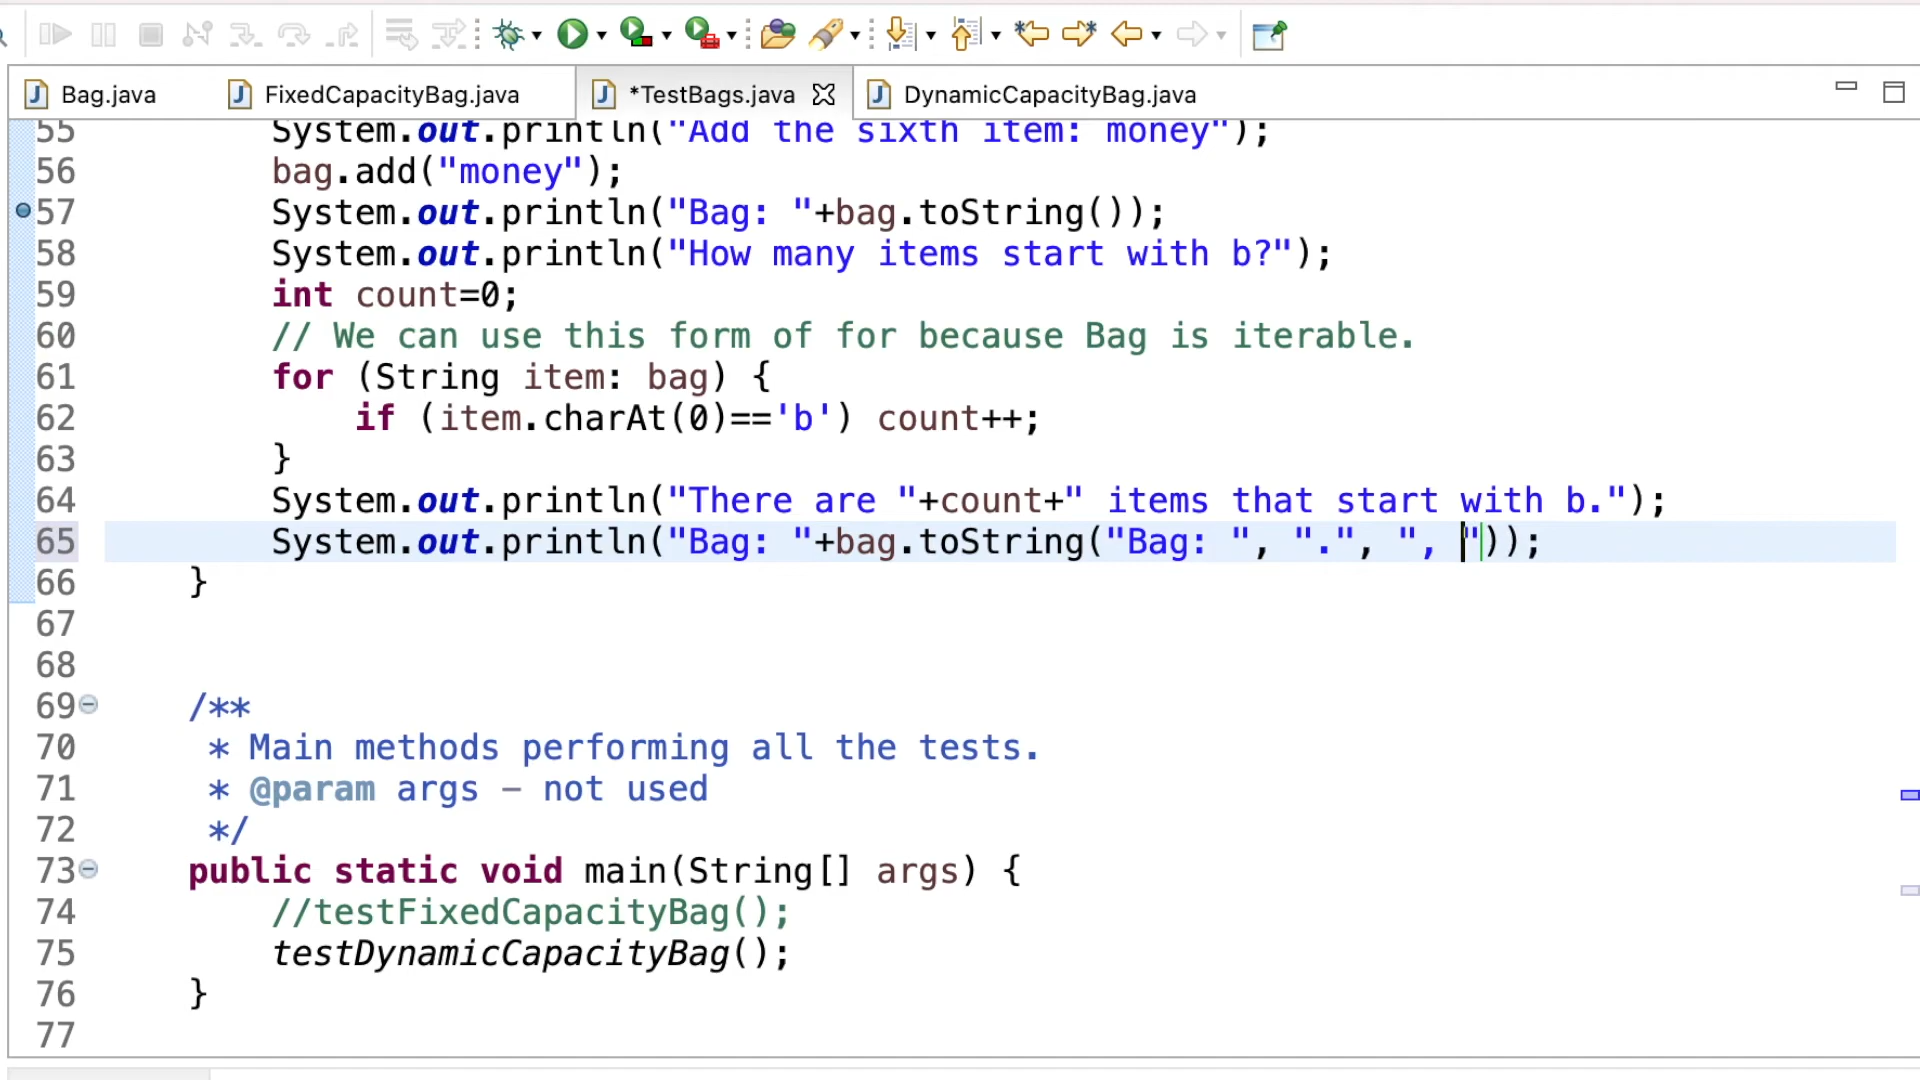 Bag.java FixedCapacityBag.java *TestBags.java DynamicCapacityBag.java
55 System.out.println("Add the sixth item: money");
56 bag.add("money");
57 System.out.println("Bag: "+bag.toString());
58 System.out.println("How many items start with b?");
59 int count=0;
60 // We can use this form of for because Bag is iterable.
61 for (String item: bag) {
62 if (item.charAt(0)=='b') count++;
63 }
64 System.out.println("There are "+count+" items that start with b.");
65 System.out.println("Bag: "+bag.toString("Bag: ", ".", ", "));
66 }
67
68
69 /**
70 * Main methods performing all the tests.
71 * @param args – not used
72 */
73 public static void main(String[] args) {
74 //testFixedCapacityBag();
75 testDynamicCapacityBag();
76 }
77